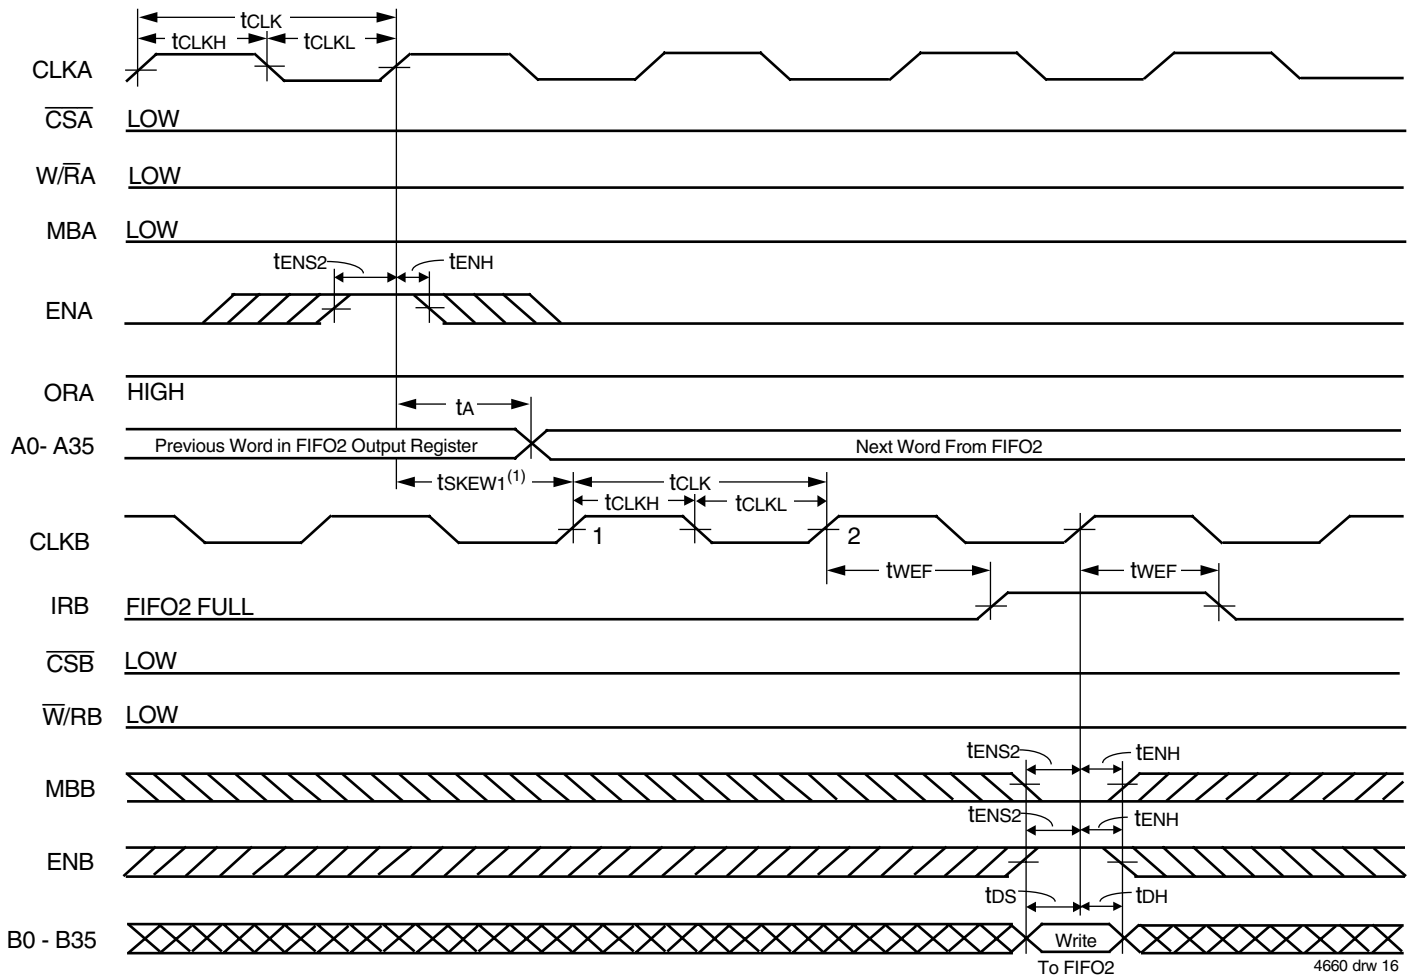 tCLK
tCLKH tCLKL
CLKA
CSA LOW
W/RA LOW
MBA LOW
tENS2 tENH
ENA
ORA HIGH
tA
A0- A35 Previous Word in FIFO2 Output Register Next Word From FIFO2
tSKEW1(1) tCLK
tCLKH tCLKL
CLKB 1 2
tWEF tWEF
IRB FIFO2 FULL
CSB LOW
W/RB LOW
tENS2 tENH
MBB
tENS2 tENH
ENB
tDS tDH
B0 - B35 Write
To FIFO2
4660 drw 16